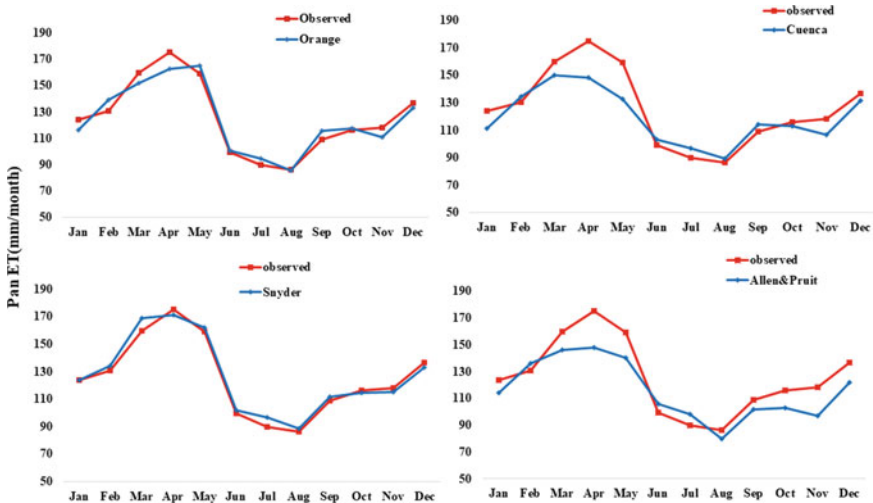 Pan ET(mm/month)
Observed
Orange
190
170
150
130
110
90
70
50
Jan Feb Mar Apr May Jun Jul Aug Sep Oct Nov Dec
observed
Cuenca
190
170
150
130
110
90
70
50
Jan Feb Mar Apr May Jun Jul Aug Sep Oct Nov Dec
observed
Snyder
190
170
150
130
110
90
70
50
Jan Feb Mar Apr May Jun Jul Aug Sep Oct Nov Dec
observed
Allen&Pruit
190
170
150
130
110
90
70
50
Jan Feb Mar Apr May Jun Jul Aug Sep Oct Nov Dec